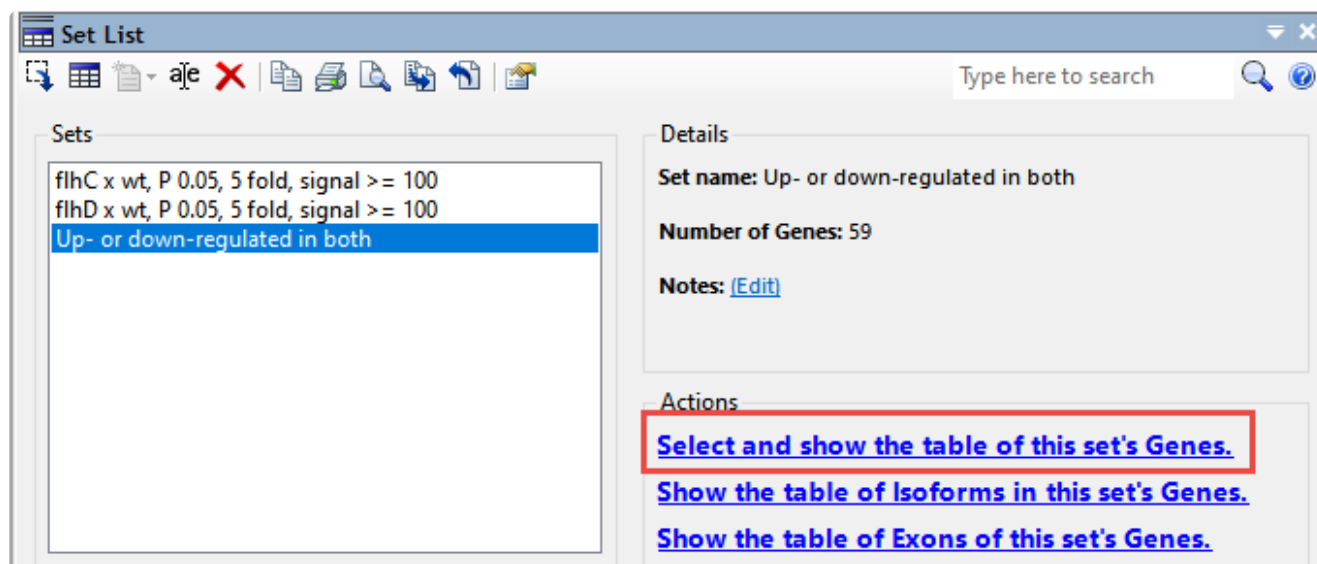 Set List
aƒe
Type here to search
Sets
flhC x wt, P 0.05, 5 fold, signal >= 100
flhD x wt, P 0.05, 5 fold, signal >= 100
Up- or down-regulated in both
Details
Set name: Up- or down-regulated in both
Number of Genes: 59
Notes: (Edit)
Actions
Select and show the table of this set's Genes.
Show the table of Isoforms in this set's Genes.
Show the table of Exons of this set's Genes.